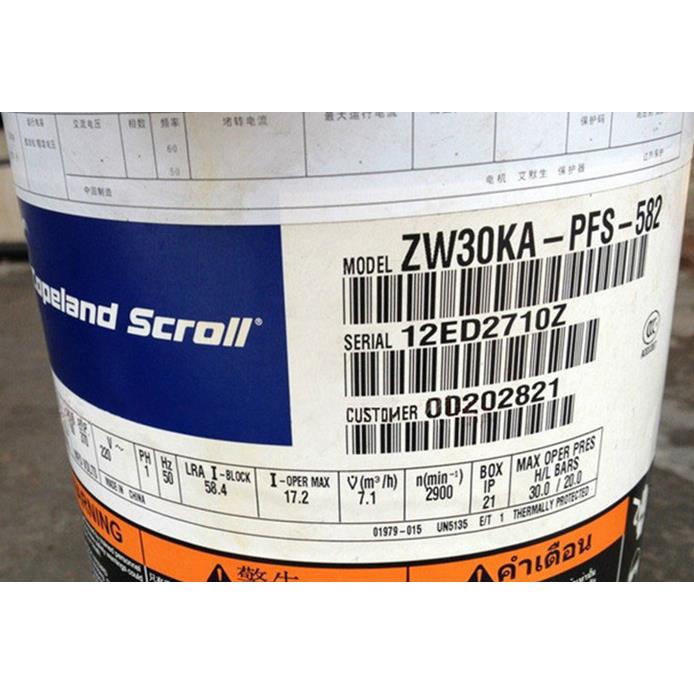 交流电压 相数 频率 堵转电流 最大运行电流 保护码
60
50
电机 艾默生 保护器
中国制造
MODEL ZW30KA-PFS-582
Copeland Scroll®
SERIAL 12ED2710Z
CUSTOMER 00202821
V~ PH Hz LRA I-BLOCK I-OPER MAX V̇(m³/h) n(min⁻¹) BOX IP MAX OPER PRES H/L BARS
220 1 50 58.4 17.2 7.1 2900 21 30.0 / 20.0
MADE IN CHINA
01979-015 UN5135 E/T 1 THERMALLY PROTECTED
WARNING
คำเตือน